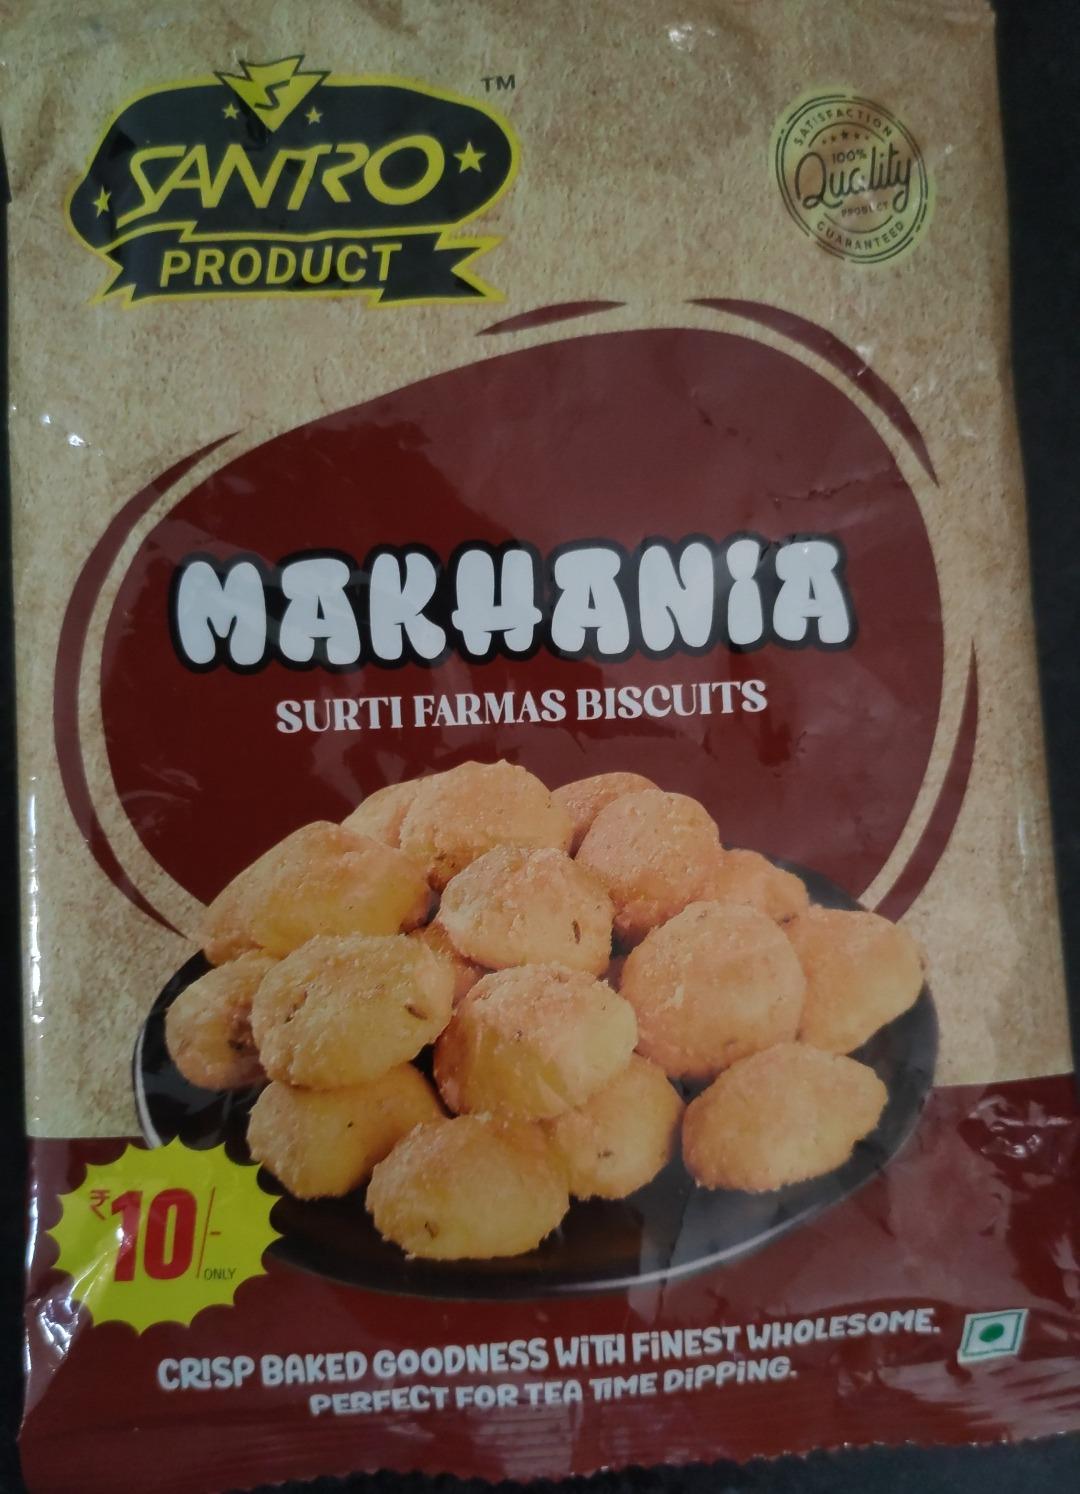 SANTRO
TM
PRODUCT
SATISFACTION
100%
Quality
PRODUCT
GUARANTEED
MAKHANIA
SURTI FARMAS BISCUITS
₹10/-
ONLY
CRISP BAKED GOODNESS WITH FINEST WHOLESOME.
PERFECT FOR TEA TIME DIPPING.